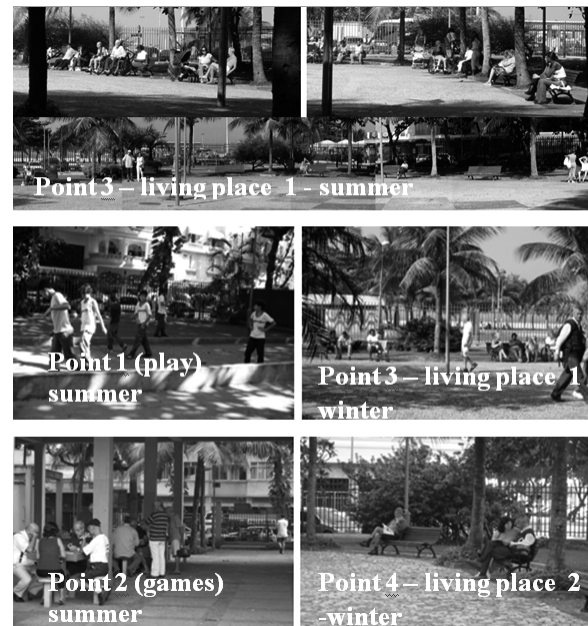 Point 3 – living place 1 - summer
Point 1 (play)
summer
Point 3 – living place 1
winter
Point 2 (games)
summer
Point 4 – living place 2
-winter